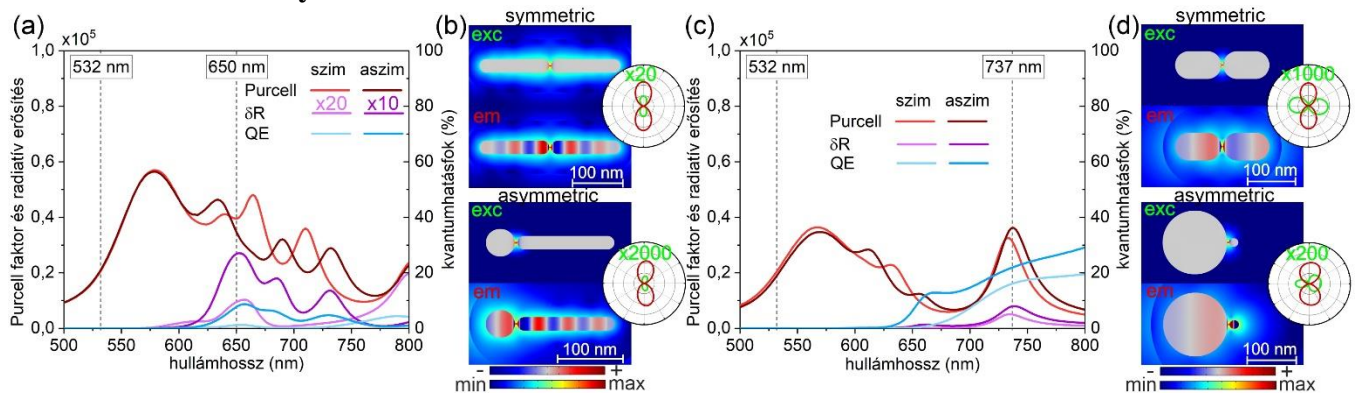 (a)
x10⁵
Purcell faktor és radiatív erősítés
1,0
0,8
0,6
0,4
0,2
0,0
532 nm
650 nm
szim aszim
Purcell
δR x20 x10
QE
100
80
60
40
20
0
kvantumhatásfok (%)
500 550 600 650 700 750 800
hullámhossz (nm)
(b)
symmetric
exc
x20
em
100 nm
asymmetric
exc
x2000
em
100 nm
- +
min max
(c)
x10⁵
Purcell faktor és radiatív erősítés
1,0
0,8
0,6
0,4
0,2
0,0
532 nm
737 nm
szim aszim
Purcell
δR
QE
100
80
60
40
20
0
kvantumhatásfok (%)
500 550 600 650 700 750 800
hullámhossz (nm)
(d)
symmetric
exc
x1000
em
100 nm
asymmetric
exc
x200
em
100 nm
- +
min max